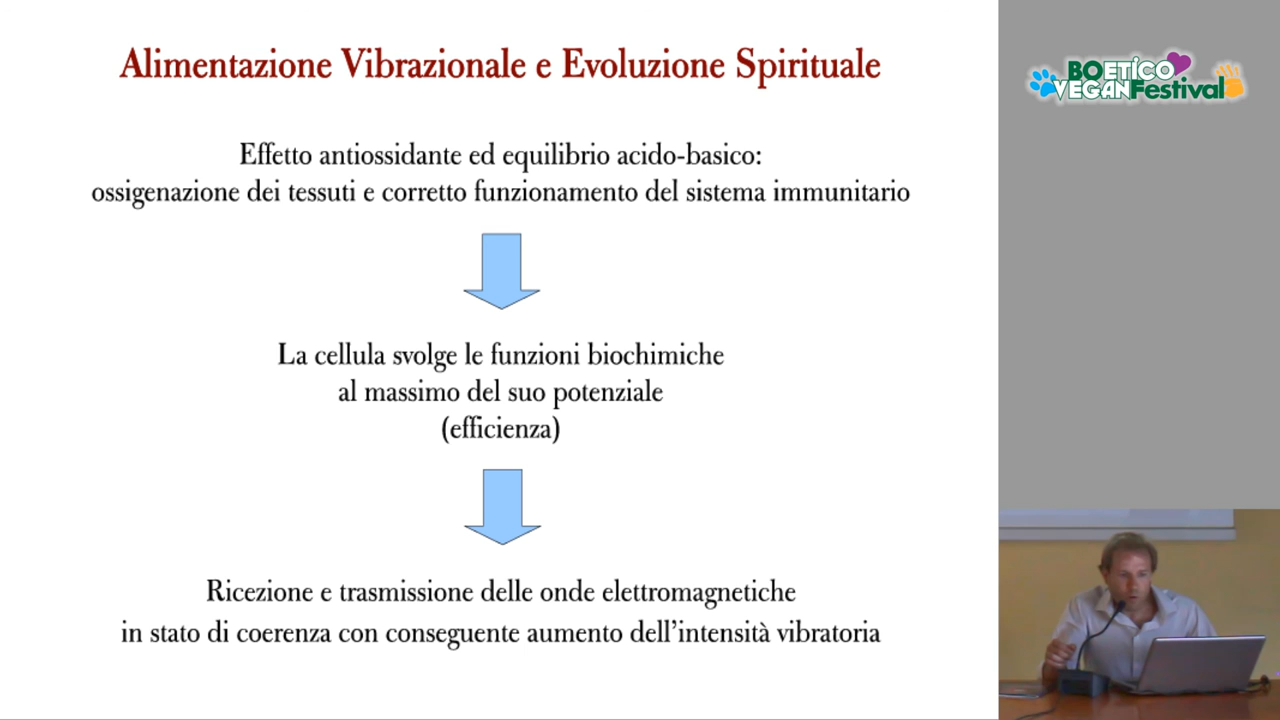 Alimentazione Vibrazionale e Evoluzione Spirituale
Effetto antiossidante ed equilibrio acido-basico:
ossigenazione dei tessuti e corretto funzionamento del sistema immunitario
La cellula svolge le funzioni biochimiche
al massimo del suo potenziale
(efficienza)
Ricezione e trasmissione delle onde elettromagnetiche
in stato di coerenza con conseguente aumento dell'intensità vibratoria
BOETICO
VEGANFestival